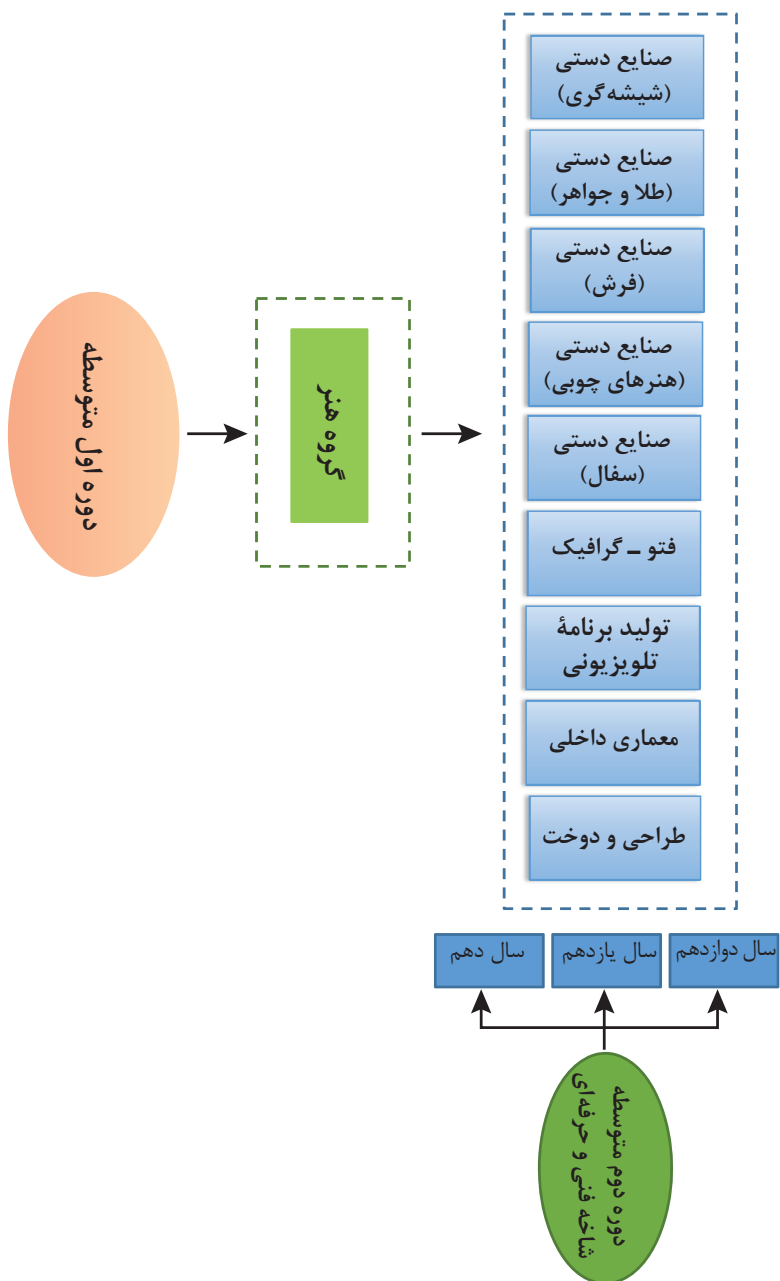 صنایع دستی
(شیشه‌گری)
صنایع دستی
(طلا و جواهر)
صنایع دستی
(فرش)
صنایع دستی
(هنرهای چوبی)
صنایع دستی
(سفال)
فتو ـ گرافیک
تولید برنامهٔ
تلویزیونی
معماری داخلی
طراحی و دوخت
گروه هنر
دوره اول متوسطه
سال دوازدهم
سال یازدهم
سال دهم
دوره دوم متوسطه
شاخه فنی و حرفه‌ای